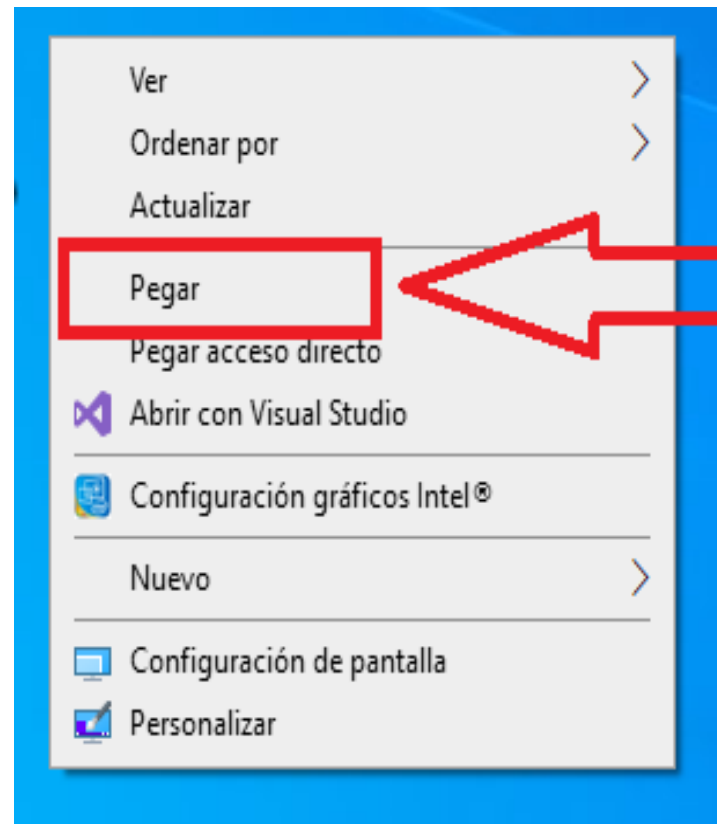 Ver
Ordenar por
Actualizar
Pegar
Pegar acceso directo
Abrir con Visual Studio
Configuración gráficos Intel®
Nuevo
Configuración de pantalla
Personalizar